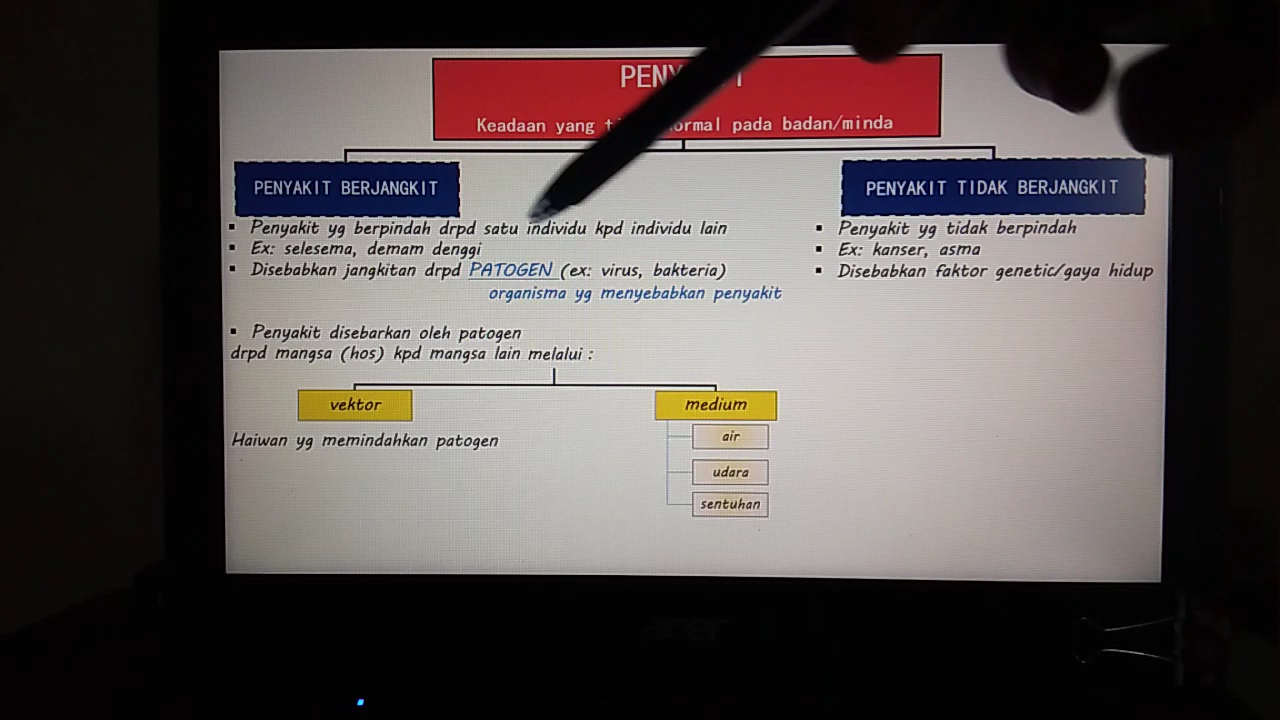 Keadaan yang normal pada badan/minda
PENYAKIT BERJANGKIT
PENYAKIT TIDAK BERJANGKIT
▪ Penyakit yg berpindah drpd satu individu kpd individu lain
▪ Ex: selesema, demam denggi
▪ Disebabkan jangkitan drpd PATOGEN (ex: virus, bakteria)
organisma yg menyebabkan penyakit
▪ Penyakit yg tidak berpindah
▪ Ex: kanser, asma
▪ Disebabkan faktor genetic/gaya hidup
▪ Penyakit disebarkan oleh patogen
drpd mangsa (hos) kpd mangsa lain melalui :
vektor
Haiwan yg memindahkan patogen
medium
air
udara
sentuhan
acer